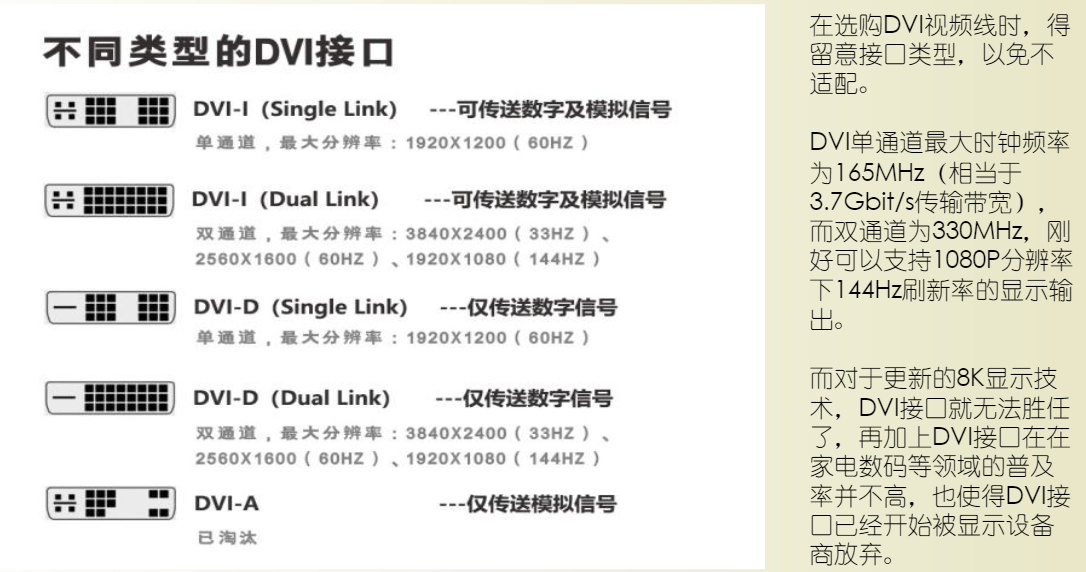 不同类型的DVI接口
DVI-I（Single Link） ---可传送数字及模拟信号
单通道，最大分辨率：1920X1200（60HZ）
DVI-I（Dual Link） ---可传送数字及模拟信号
双通道，最大分辨率：3840X2400（33HZ）、
2560X1600（60HZ）、1920X1080（144HZ）
DVI-D（Single Link） ---仅传送数字信号
单通道，最大分辨率：1920X1200（60HZ）
DVI-D（Dual Link） ---仅传送数字信号
双通道，最大分辨率：3840X2400（33HZ）、
2560X1600（60HZ）、1920X1080（144HZ）
DVI-A ---仅传送模拟信号
已淘汰
在选购DVI视频线时，得
留意接口类型，以免不
适配。
DVI单通道最大时钟频率
为165MHz（相当于
3.7Gbit/s传输带宽），
而双通道为330MHz，刚
好可以支持1080P分辨率
下144Hz刷新率的显示输
出。
而对于更新的8K显示技
术，DVI接口就无法胜任
了，再加上DVI接口在在
家电数码等领域的普及
率并不高，也使得DVI接
口已经开始被显示设备
商放弃。